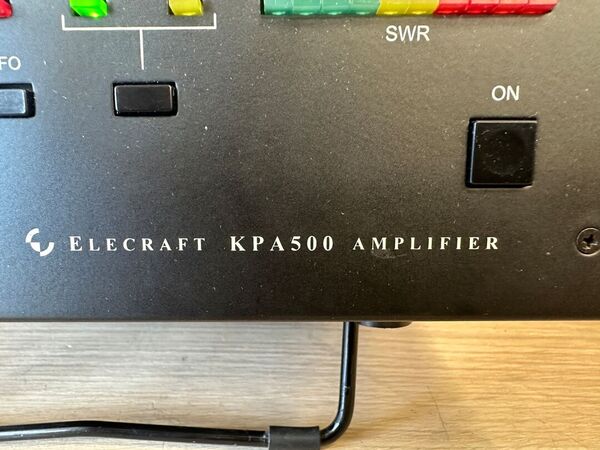 SWR
FO
ON
ELECRAFT KPA500 AMPLIFIER